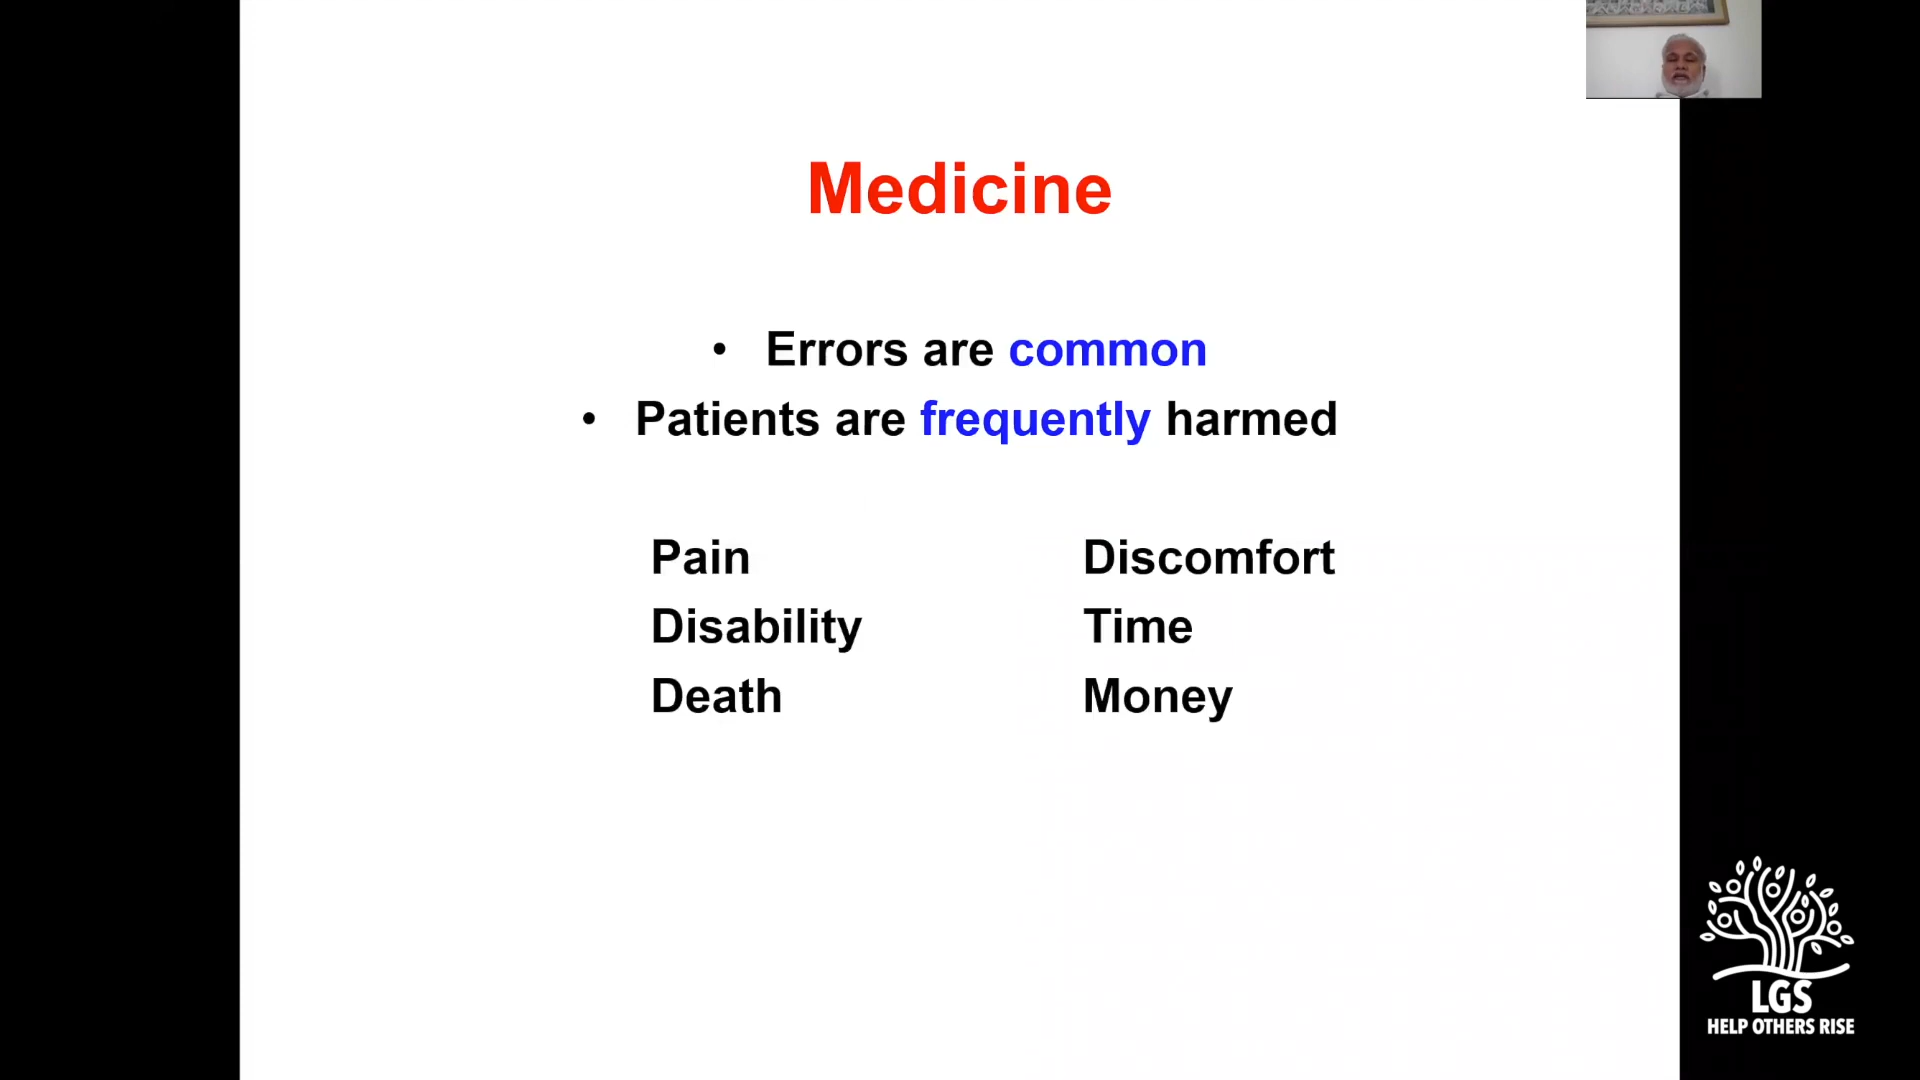 Medicine
• Errors are common
• Patients are frequently harmed
Pain Discomfort
Disability Time
Death Money
LGS
HELP OTHERS RISE